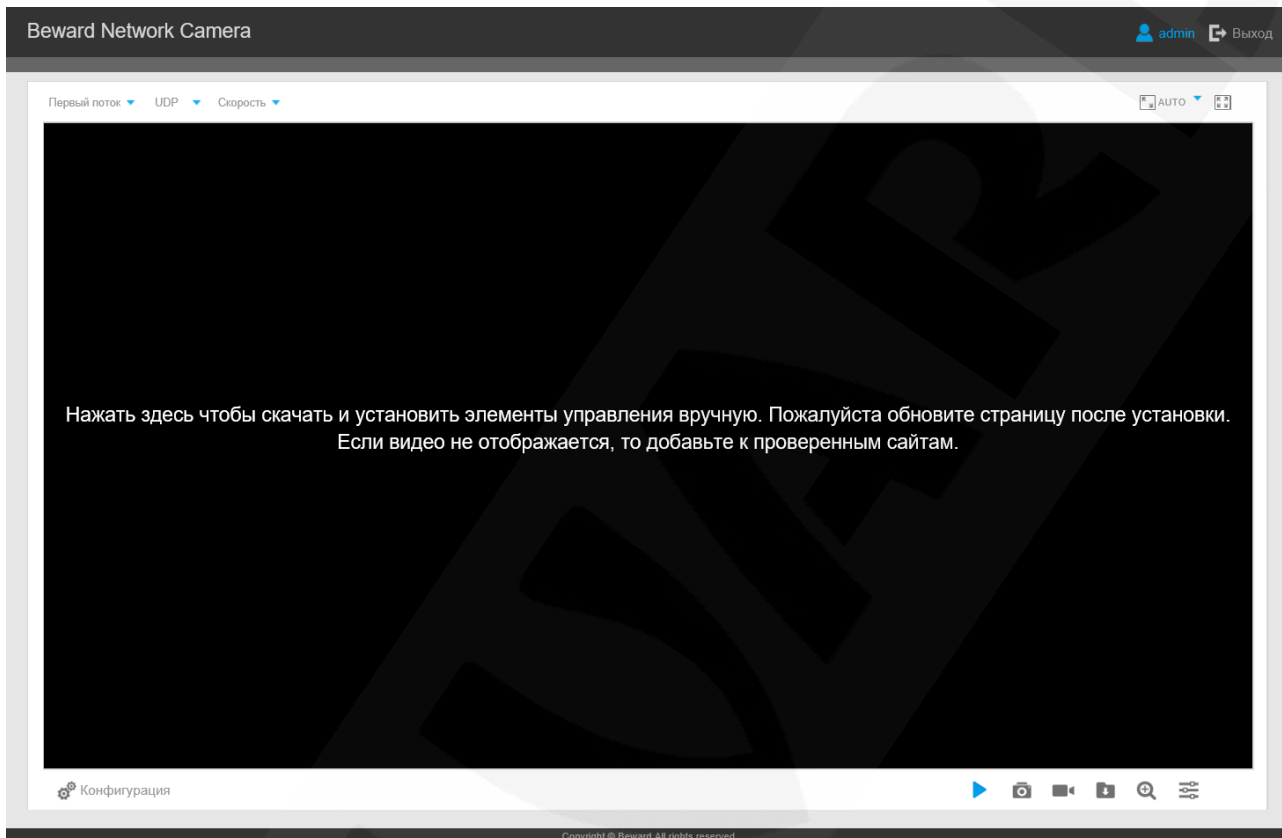 Beward Network Camera
admin Выход
Первый поток UDP Скорость AUTO
Нажать здесь чтобы скачать и установить элементы управления вручную. Пожалуйста обновите страницу после установки.
Если видео не отображается, то добавьте к проверенным сайтам.
Конфигурация
Copyright © Beward All rights reserved